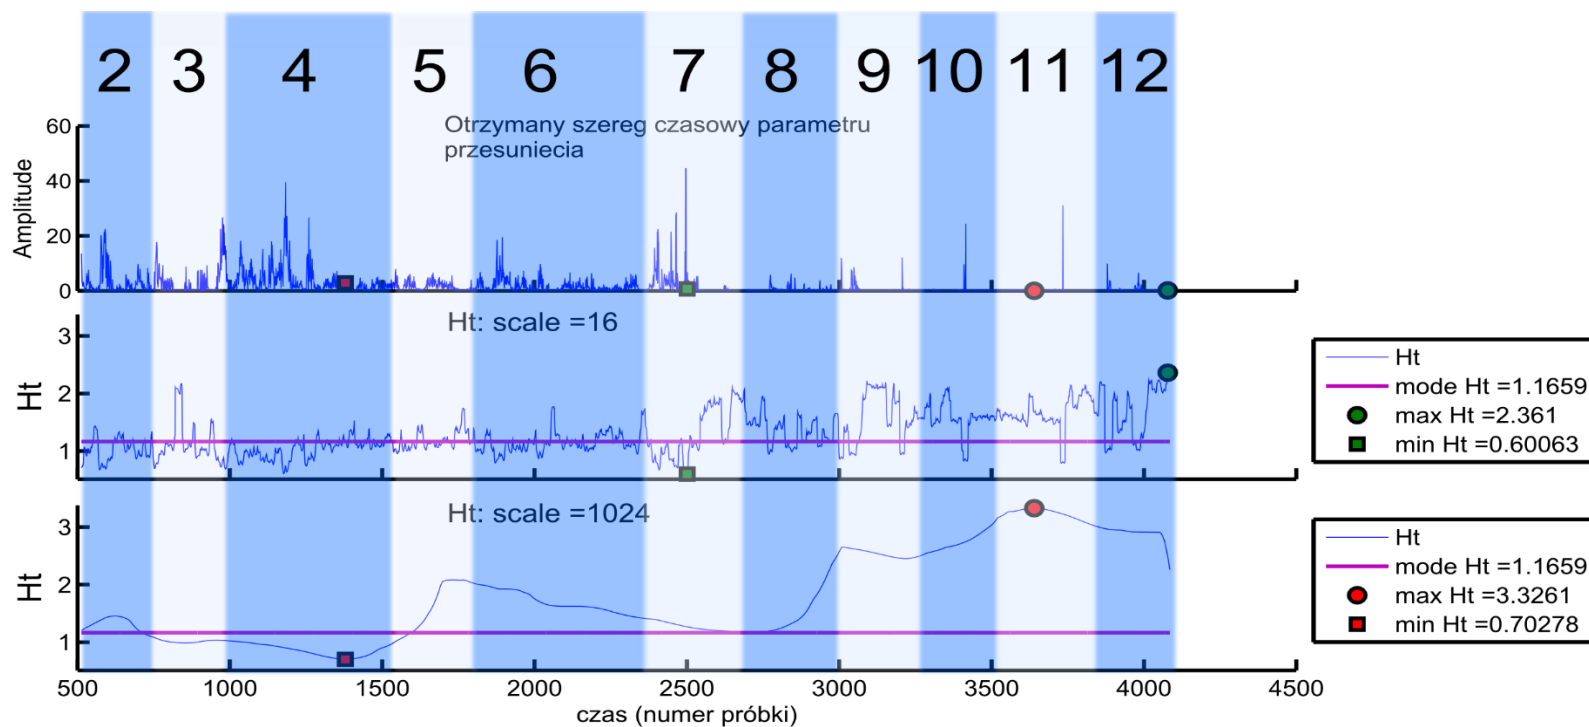 2 3 4 5 6 7 8 9 10 11 12
Otrzymany szereg czasowy parametru
przesuniecia
Amplitude
60
40
20
0
Ht: scale =16
Ht
3
2
1
Ht
mode Ht =1.1659
max Ht =2.361
min Ht =0.60063
Ht: scale =1024
Ht
3
2
1
Ht
mode Ht =1.1659
max Ht =3.3261
min Ht =0.70278
500 1000 1500 2000 2500 3000 3500 4000 4500
czas (numer próbki)